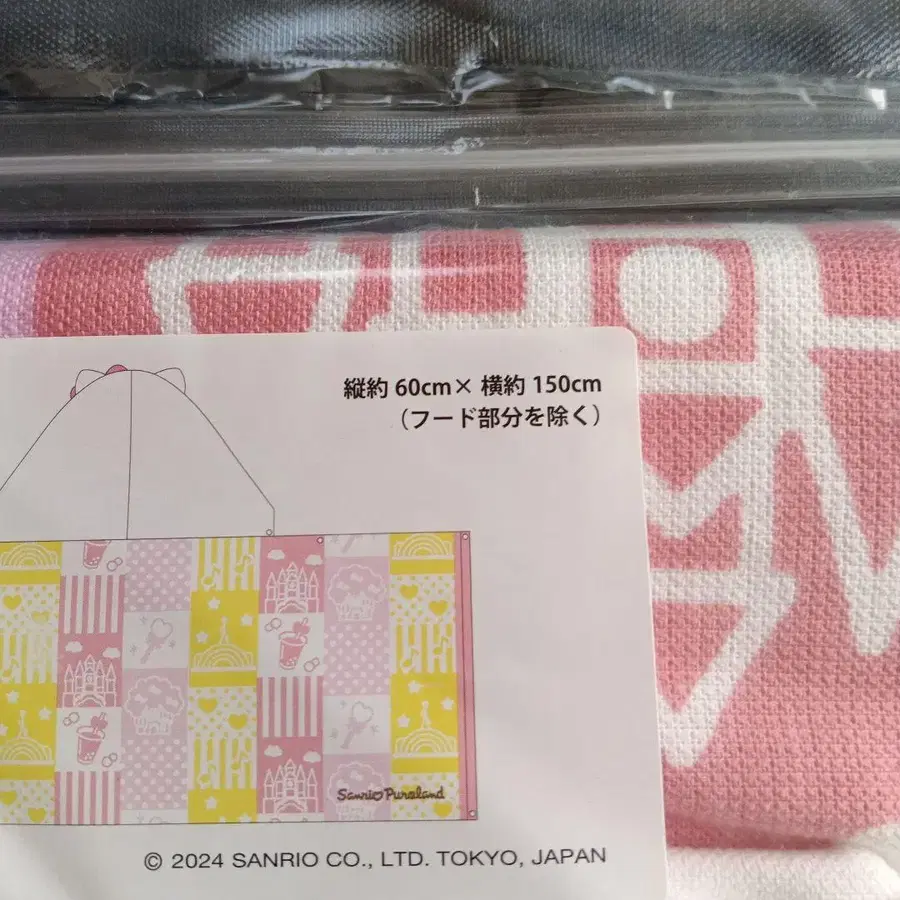 縦約 60cm× 横約 150cm
（フード部分を除く）
Sanrio Puroland
© 2024 SANRIO CO., LTD. TOKYO, JAPAN